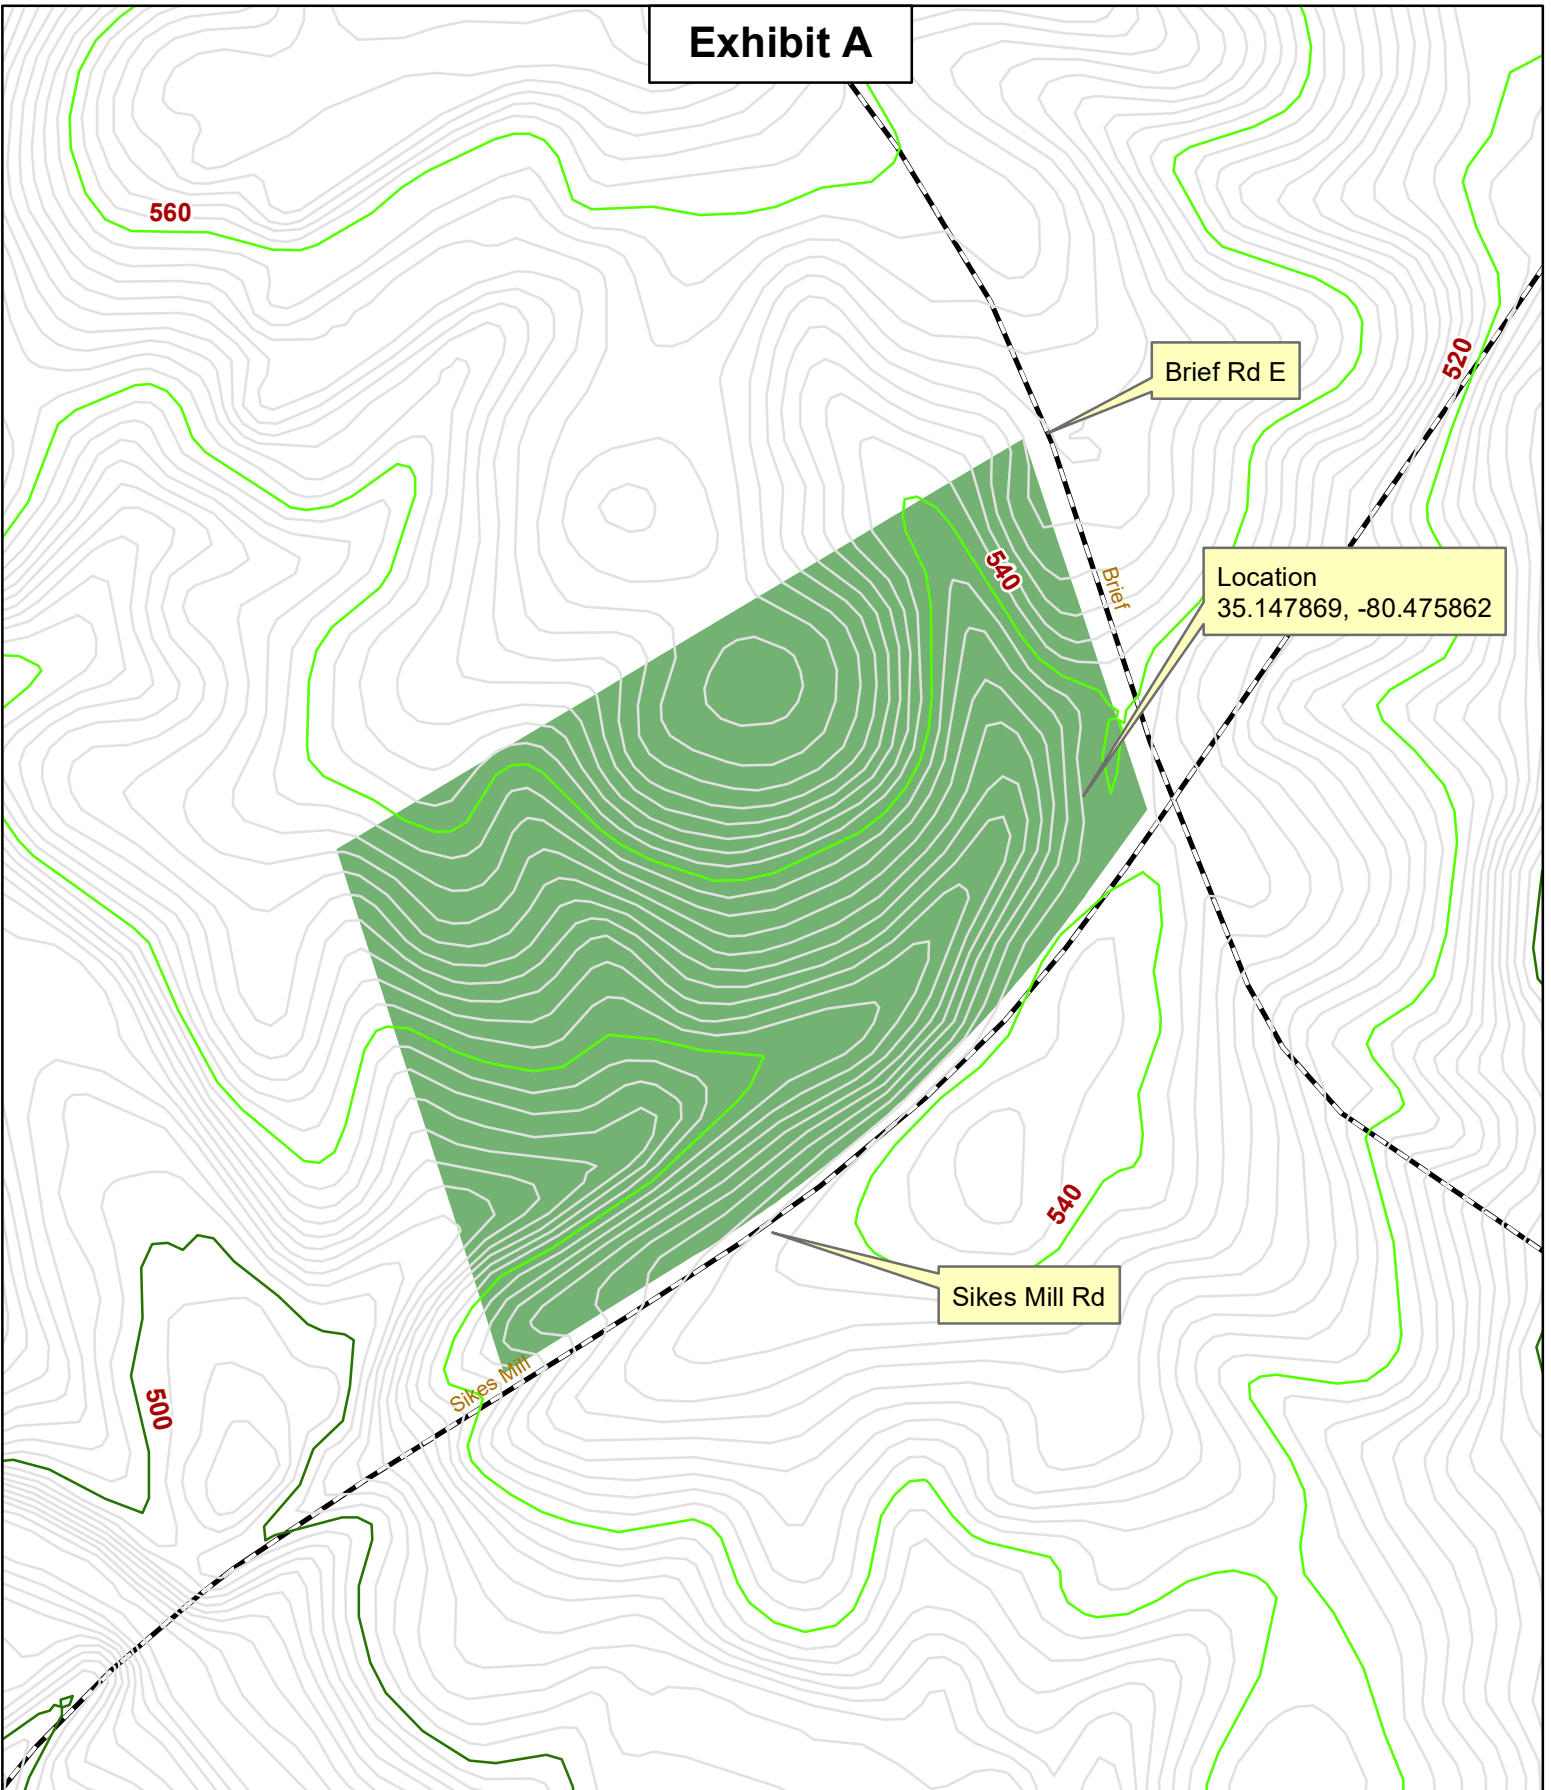 Exhibit A
560
Brief Rd E
520
540
Brief
Location
35.147869, -80.475862
540
Sikes Mill Rd
Sikes Mill
500